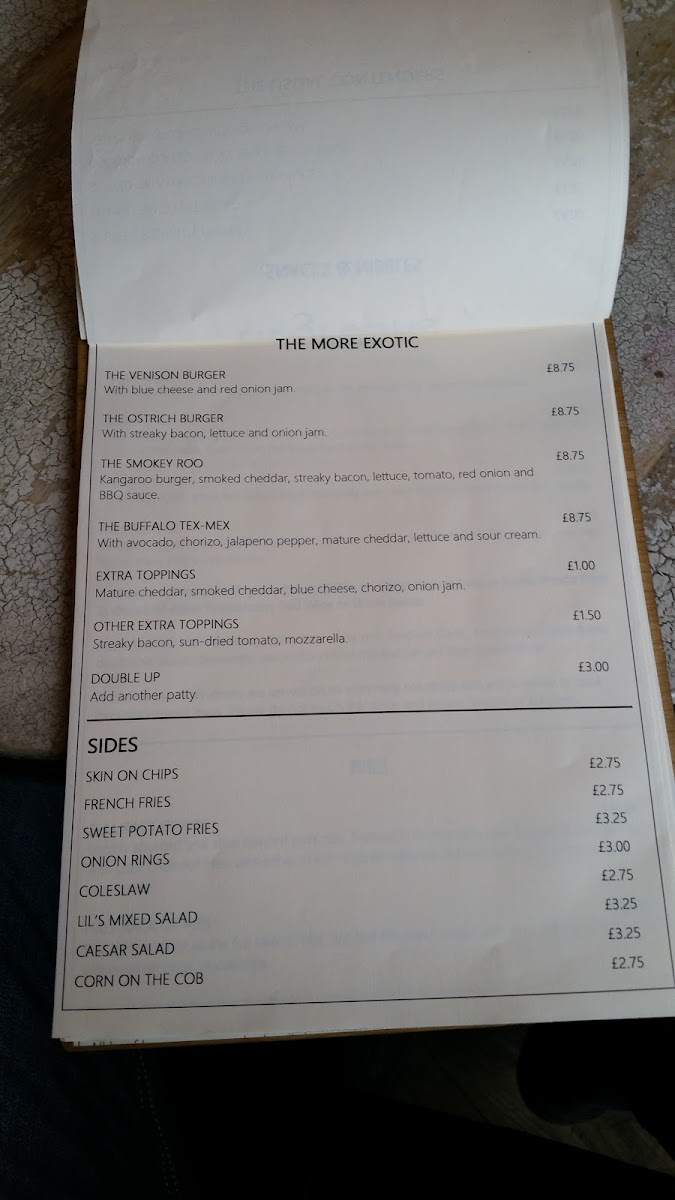 THE MORE EXOTIC
THE VENISON BURGER £8.75
With blue cheese and red onion jam.
THE OSTRICH BURGER £8.75
With streaky bacon, lettuce and onion jam.
THE SMOKEY ROO £8.75
Kangaroo burger, smoked cheddar, streaky bacon, lettuce, tomato, red onion and
BBQ sauce.
THE BUFFALO TEX-MEX £8.75
With avocado, chorizo, jalapeno pepper, mature cheddar, lettuce and sour cream.
EXTRA TOPPINGS £1.00
Mature cheddar, smoked cheddar, blue cheese, chorizo, onion jam.
OTHER EXTRA TOPPINGS £1.50
Streaky bacon, sun-dried tomato, mozzarella.
DOUBLE UP £3.00
Add another patty.
SIDES
SKIN ON CHIPS £2.75
FRENCH FRIES £2.75
SWEET POTATO FRIES £3.25
ONION RINGS £3.00
COLESLAW £2.75
LIL'S MIXED SALAD £3.25
CAESAR SALAD £3.25
CORN ON THE COB £2.75